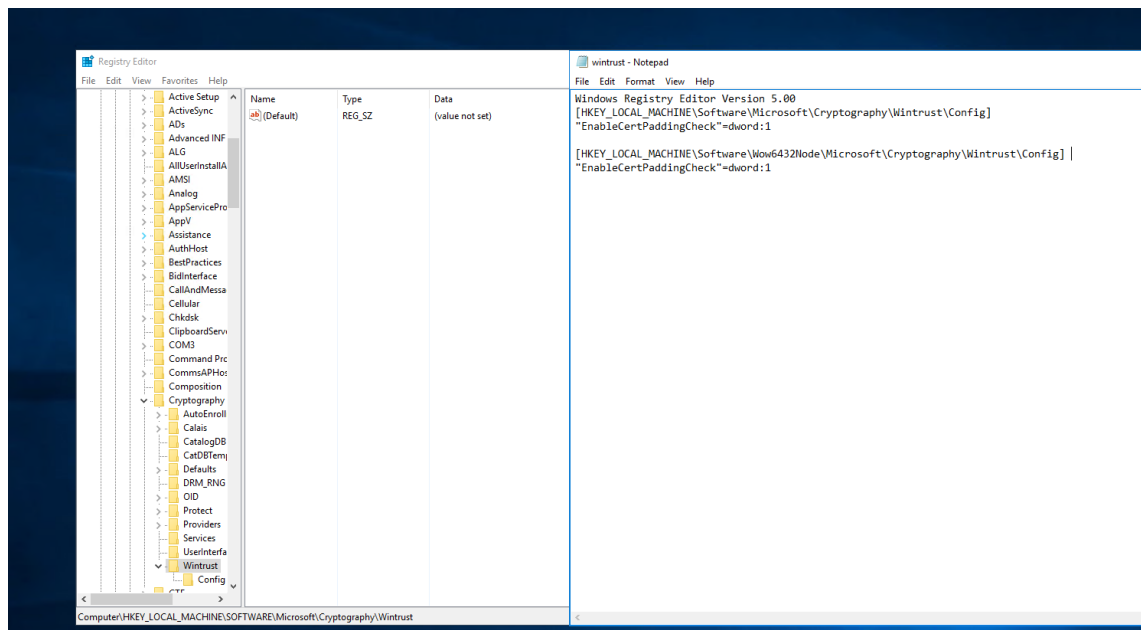 Registry Editor
File Edit View Favorites Help
Active Setup
ActiveSync
ADs
Advanced INF
ALG
AllUserInstallA
AMSI
Analog
AppServicePro
AppV
Assistance
AuthHost
BestPractices
BidInterface
CallAndMessa
Cellular
Chkdsk
ClipboardServ
COM3
Command Prc
CommsAPHos
Composition
Cryptography
AutoEnroll
Calais
CatalogDB
CatDBTem
Defaults
DRM_RNG
OID
Protect
Providers
Services
UserInterfa
Wintrust
Config
Name Type Data
(Default) REG_SZ (value not set)
Computer\HKEY_LOCAL_MACHINE\SOFTWARE\Microsoft\Cryptography\Wintrust
wintrust - Notepad
File Edit Format View Help
Windows Registry Editor Version 5.00
[HKEY_LOCAL_MACHINE\Software\Microsoft\Cryptography\Wintrust\Config]
"EnableCertPaddingCheck"=dword:1
[HKEY_LOCAL_MACHINE\Software\Wow6432Node\Microsoft\Cryptography\Wintrust\Config]
"EnableCertPaddingCheck"=dword:1